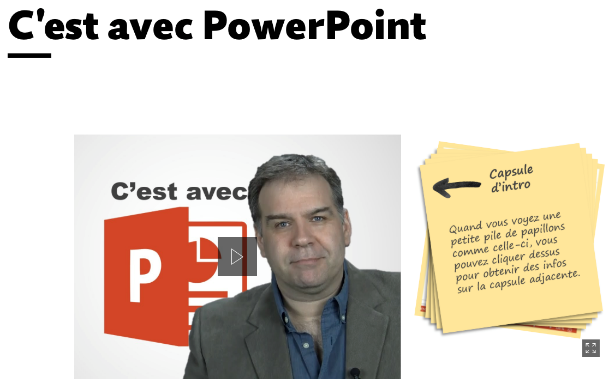 C'est avec PowerPoint
C'est avec
P
Capsule
d'intro
Quand vous voyez une
petite pile de papillons
comme celle-ci, vous
pouvez cliquer dessus
pour obtenir des infos
sur la capsule adjacente.